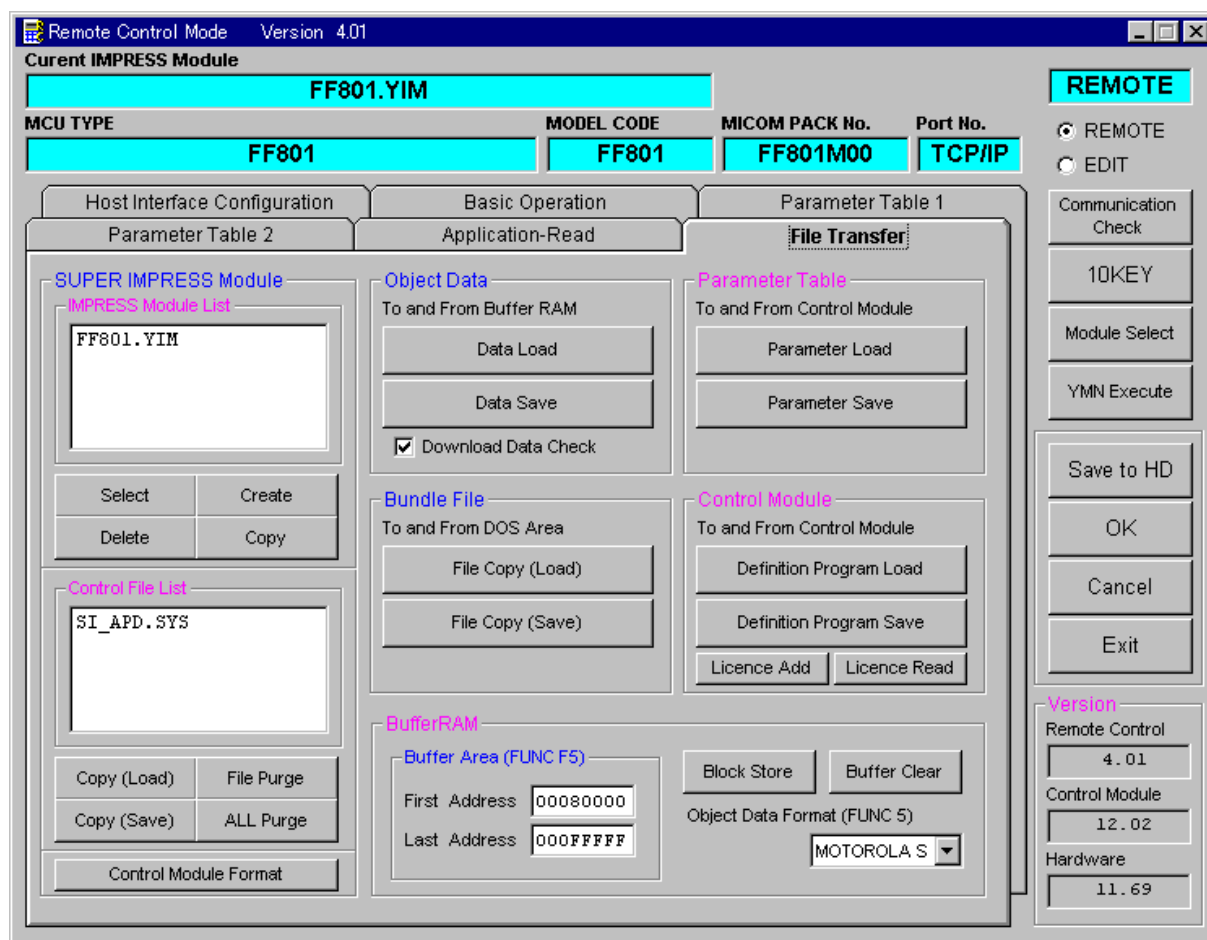 Remote Control Mode Version 4.01
Curent IMPRESS Module
FF801.YIM
REMOTE
MCU TYPE MODEL CODE MICOM PACK No. Port No.
FF801 FF801 FF801M00 TCP/IP
REMOTE
EDIT
Host Interface Configuration Basic Operation Parameter Table 1
Parameter Table 2 Application-Read File Transfer
Communication
Check
10KEY
Module Select
YMN Execute
SUPER IMPRESS Module
IMPRESS Module List
FF801.YIM
Select Create
Delete Copy
Control File List
SI_APD.SYS
Copy (Load) File Purge
Copy (Save) ALL Purge
Control Module Format
Object Data
To and From Buffer RAM
Data Load
Data Save
Download Data Check
Parameter Table
To and From Control Module
Parameter Load
Parameter Save
Bundle File
To and From DOS Area
File Copy (Load)
File Copy (Save)
Control Module
To and From Control Module
Definition Program Load
Definition Program Save
Licence Add Licence Read
BufferRAM
Buffer Area (FUNC F5)
First Address 00080000
Last Address 000FFFFF
Block Store Buffer Clear
Object Data Format (FUNC 5)
MOTOROLA S
Save to HD
OK
Cancel
Exit
Version
Remote Control
4.01
Control Module
12.02
Hardware
11.69